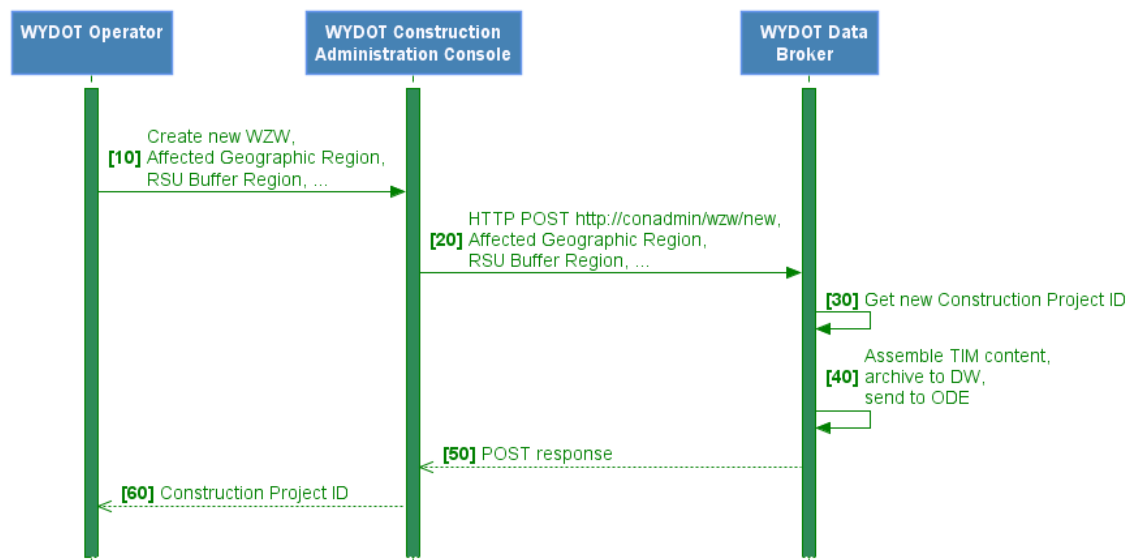 WYDOT Operator
WYDOT Construction
Administration Console
WYDOT Data
Broker
Create new WZW,
[10] Affected Geographic Region,
RSU Buffer Region, ...
HTTP POST http://conadmin/wzw/new,
[20] Affected Geographic Region,
RSU Buffer Region, ...
[30] Get new Construction Project ID
Assemble TIM content,
[40] archive to DW,
send to ODE
[50] POST response
[60] Construction Project ID